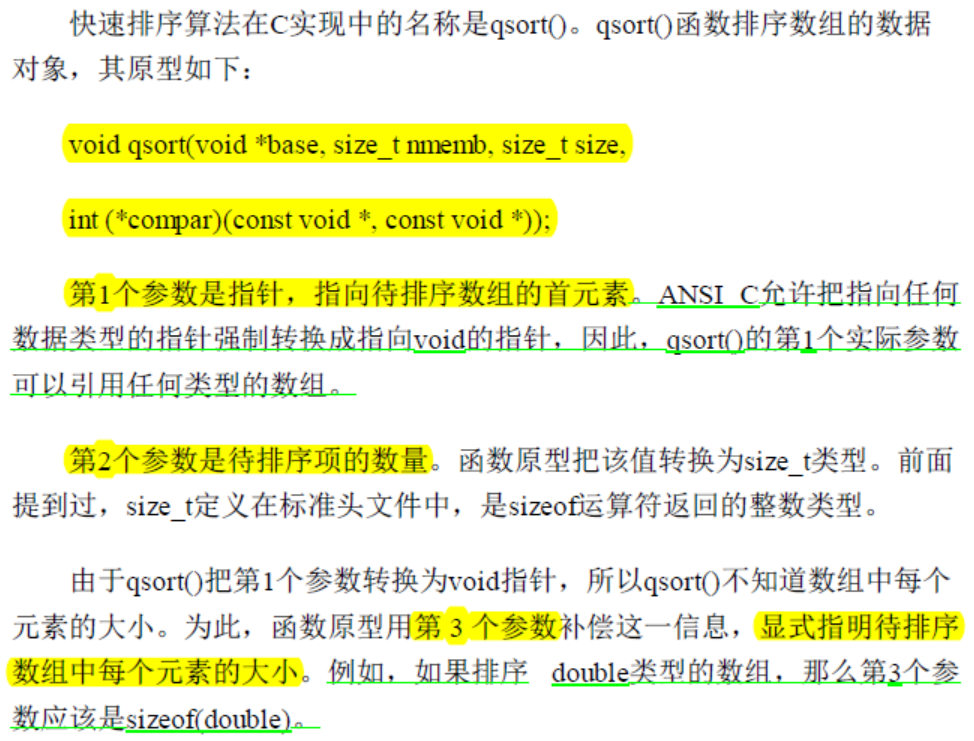 快速排序算法在C实现中的名称是qsort()。qsort()函数排序数组的数据
对象，其原型如下：
void qsort(void *base, size_t nmemb, size_t size,
int (*compar)(const void *, const void *));
第1个参数是指针，指向待排序数组的首元素。ANSI C允许把指向任何
数据类型的指针强制转换成指向void的指针，因此，qsort()的第1个实际参数
可以引用任何类型的数组。
第2个参数是待排序项的数量。函数原型把该值转换为size_t类型。前面
提到过，size_t定义在标准头文件中，是sizeof运算符返回的整数类型。
由于qsort()把第1个参数转换为void指针，所以qsort()不知道数组中每个
元素的大小。为此，函数原型用第 3 个参数补偿这一信息，显式指明待排序
数组中每个元素的大小。例如，如果排序 double类型的数组，那么第3个参
数应该是sizeof(double)。